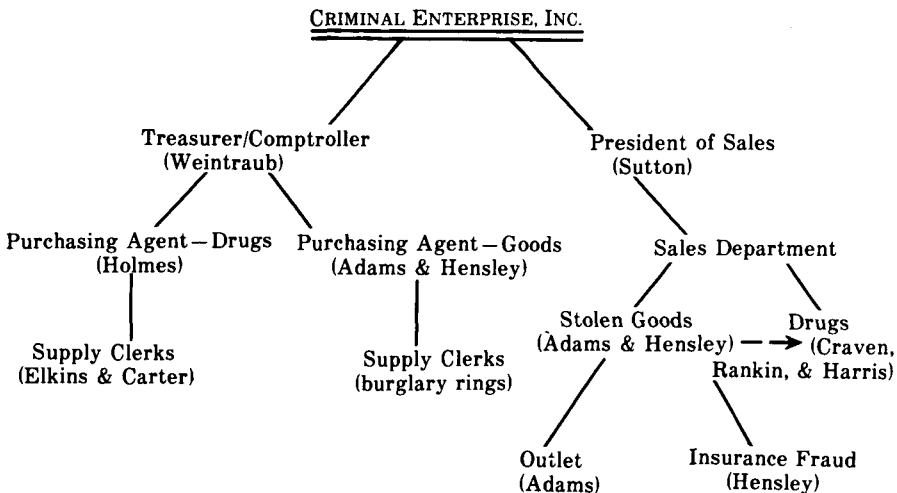 CRIMINAL ENTERPRISE, INC.
Treasurer/Comptroller
(Weintraub)
President of Sales
(Sutton)
Purchasing Agent—Drugs
(Holmes)
Purchasing Agent—Goods
(Adams & Hensley)
Sales Department
Supply Clerks
(Elkins & Carter)
Supply Clerks
(burglary rings)
Stolen Goods
(Adams & Hensley)
Drugs
(Craven,
Rankin, & Harris)
Outlet
(Adams)
Insurance Fraud
(Hensley)